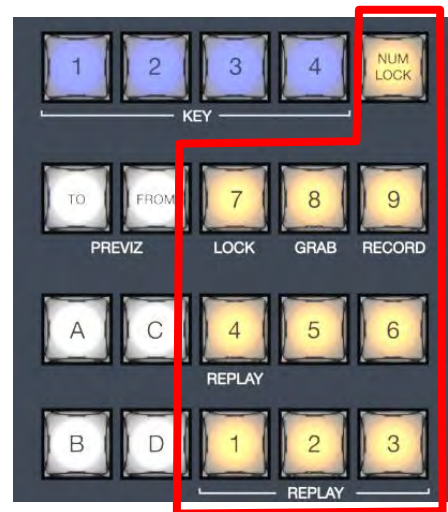 1 2 3 4 NUM LOCK
KEY
TO FROM 7 8 9
PREVIZ LOCK GRAB RECORD
A C 4 5 6
REPLAY
B D 1 2 3
REPLAY